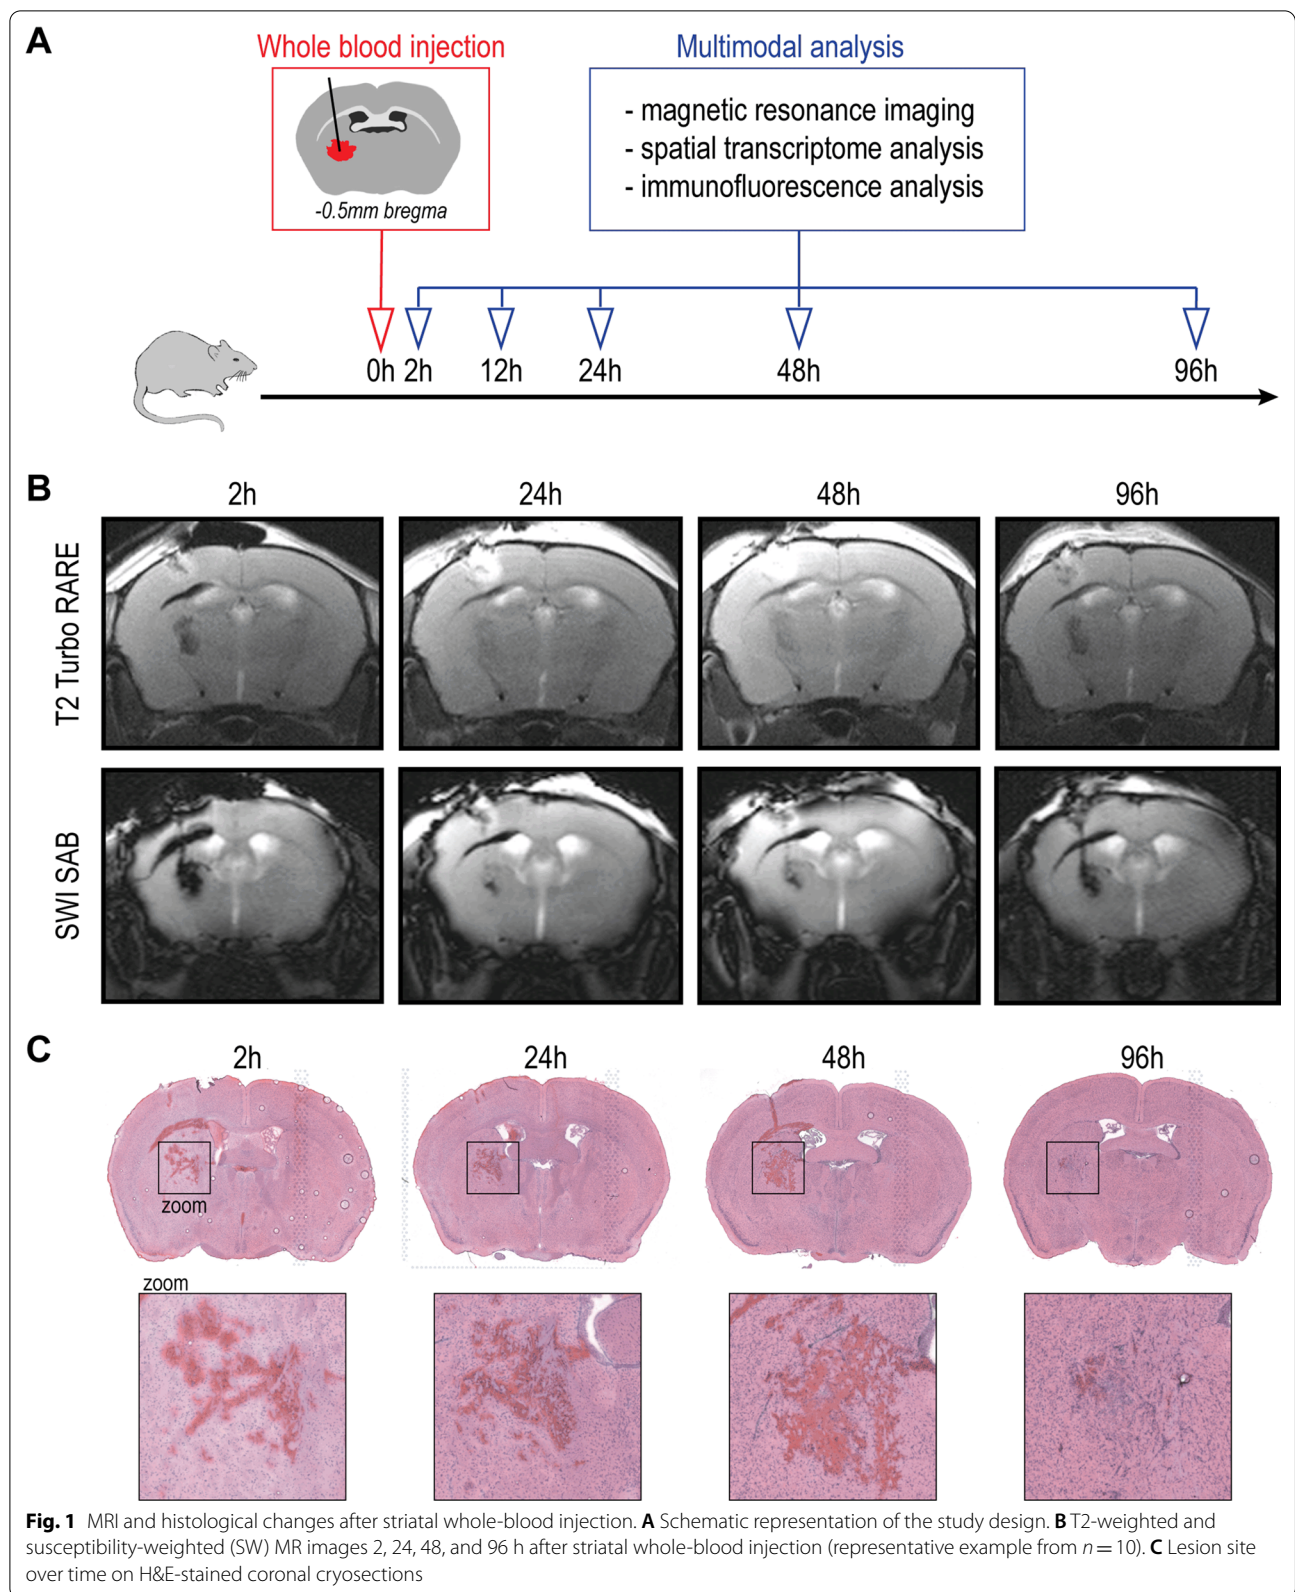 A
Whole blood injection
Multimodal analysis
-0.5mm bregma
- magnetic resonance imaging
- spatial transcriptome analysis
- immunofluorescence analysis
0h 2h 12h 24h 48h 96h
B
2h 24h 48h 96h
T2 Turbo RARE
SWI SAB
C
2h 24h 48h 96h
zoom
zoom
Fig. 1 MRI and histological changes after striatal whole-blood injection. A Schematic representation of the study design. B T2-weighted and
susceptibility-weighted (SW) MR images 2, 24, 48, and 96 h after striatal whole-blood injection (representative example from n = 10). C Lesion site
over time on H&E-stained coronal cryosections